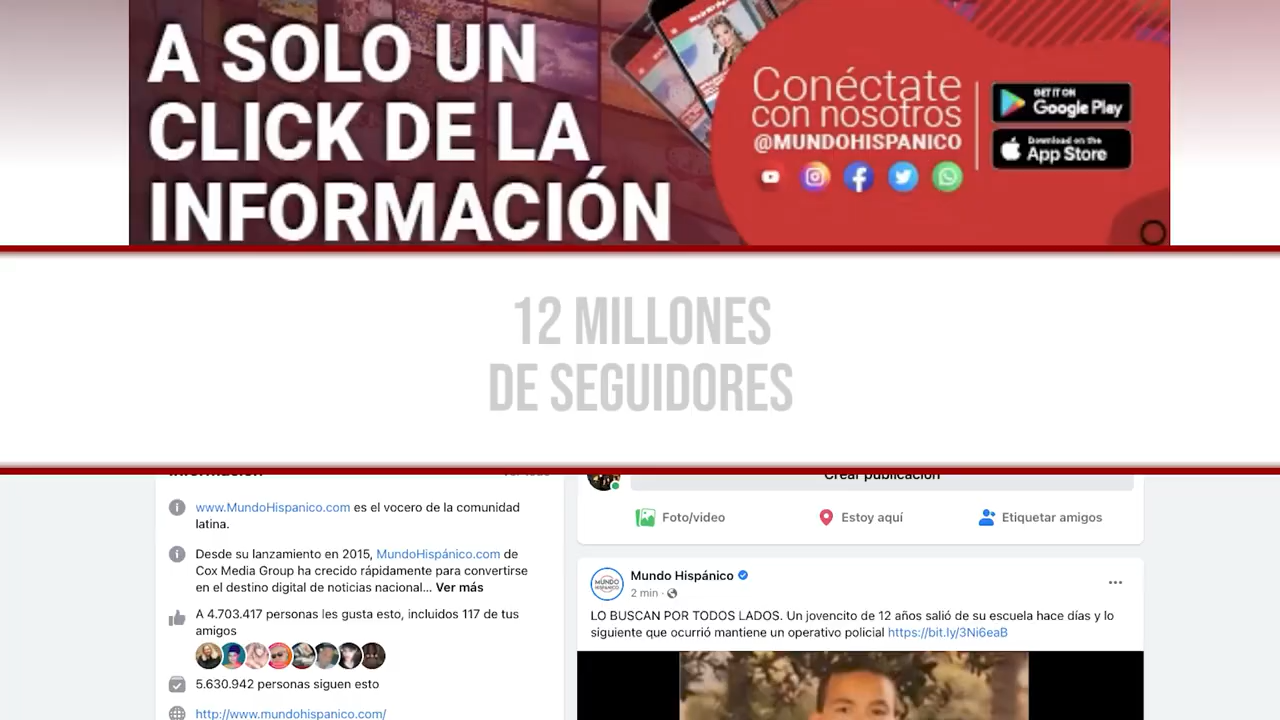 A SOLO UN
CLICK DE LA
INFORMACIÓN
Conéctate
con nosotros
@MUNDOHISPANICO
GET IT ON
Google Play
Download on the
App Store
12 MILLONES
DE SEGUIDORES
www.MundoHispanico.com es el vocero de la comunidad
latina.
Desde su lanzamiento en 2015, MundoHispánico.com de
Cox Media Group ha crecido rápidamente para convertirse
en el destino digital de noticias nacional... Ver más
A 4.703.417 personas les gusta esto, incluidos 117 de tus
amigos
5.630.942 personas siguen esto
http://www.mundohispanico.com/
Crear publicación
Foto/video
Estoy aquí
Etiquetar amigos
MUNDO
HISPÁNICO
Mundo Hispánico
2 min ·
LO BUSCAN POR TODOS LADOS. Un jovencito de 12 años salió de su escuela hace días y lo
siguiente que ocurrió mantiene un operativo policial https://bit.ly/3Ni6eaB